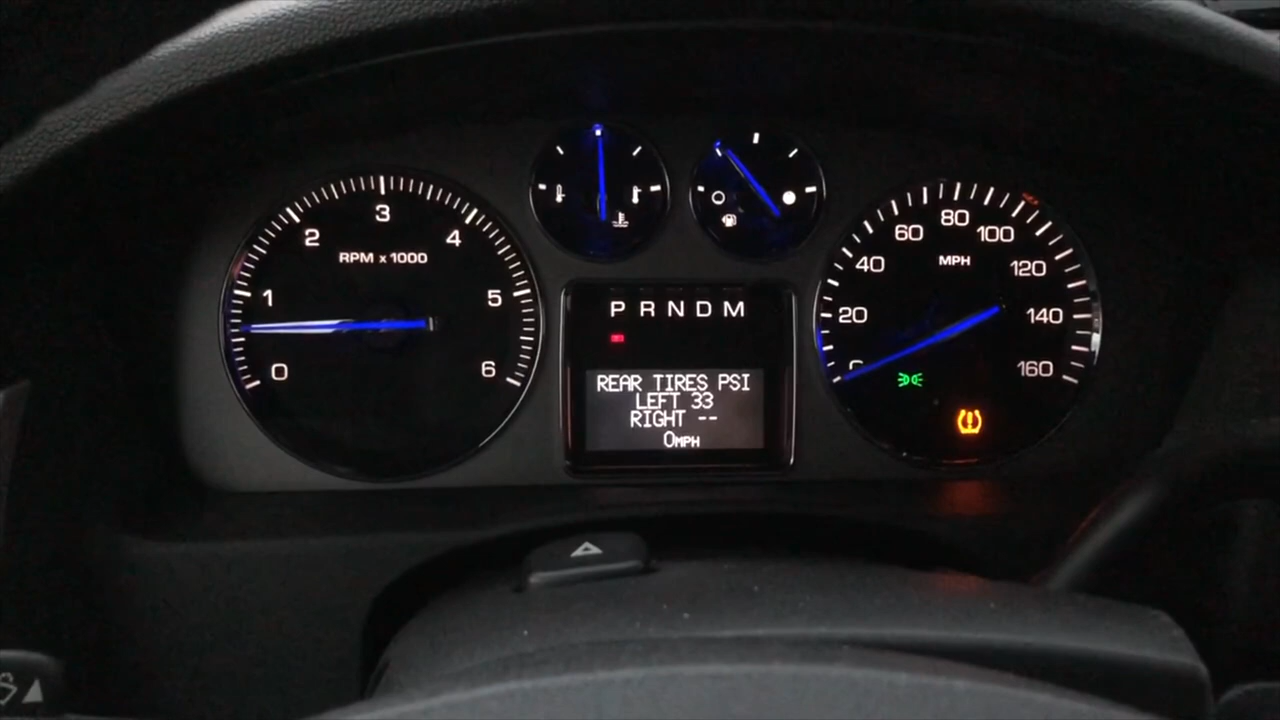 0
1
2
3
4
5
6
RPM x 1000
P R N D M
REAR TIRES PSI
LEFT 33
RIGHT --
0MPH
20
40
60
80
100
120
140
160
MPH